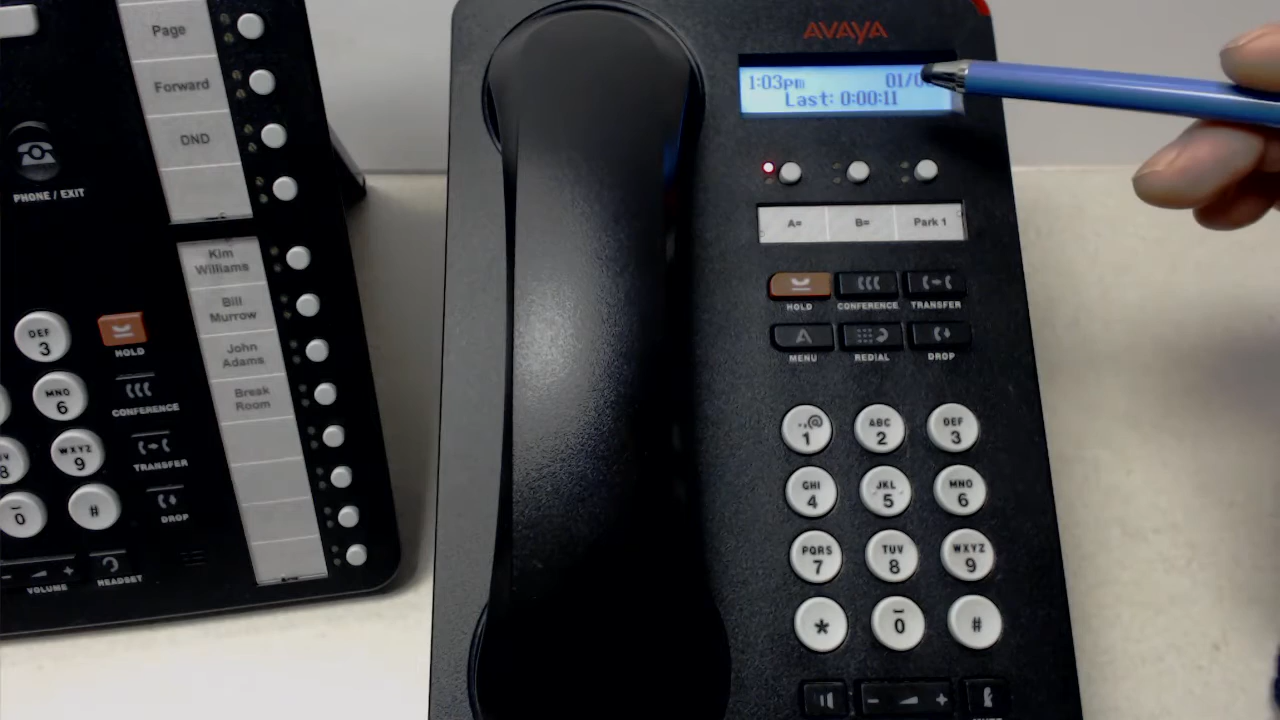 Page
Forward
DND
PHONE / EXIT
Kim
Williams
Bill
Murrow
John
Adams
Break
Room
DEF
3
HOLD
MNO
6
CONFERENCE
WXYZ
9
TRANSFER
8
0
#
DROP
- +
VOLUME
HEADSET
AVAYA
1:03pm
Last: 0:00:11
A= B= Park 1
HOLD CONFERENCE TRANSFER
A
MENU REDIAL DROP
.,@ ABC DEF
1 2 3
GHI JKL MNO
4 5 6
PQRS TUV WXYZ
7 8 9
* 0 #
- +